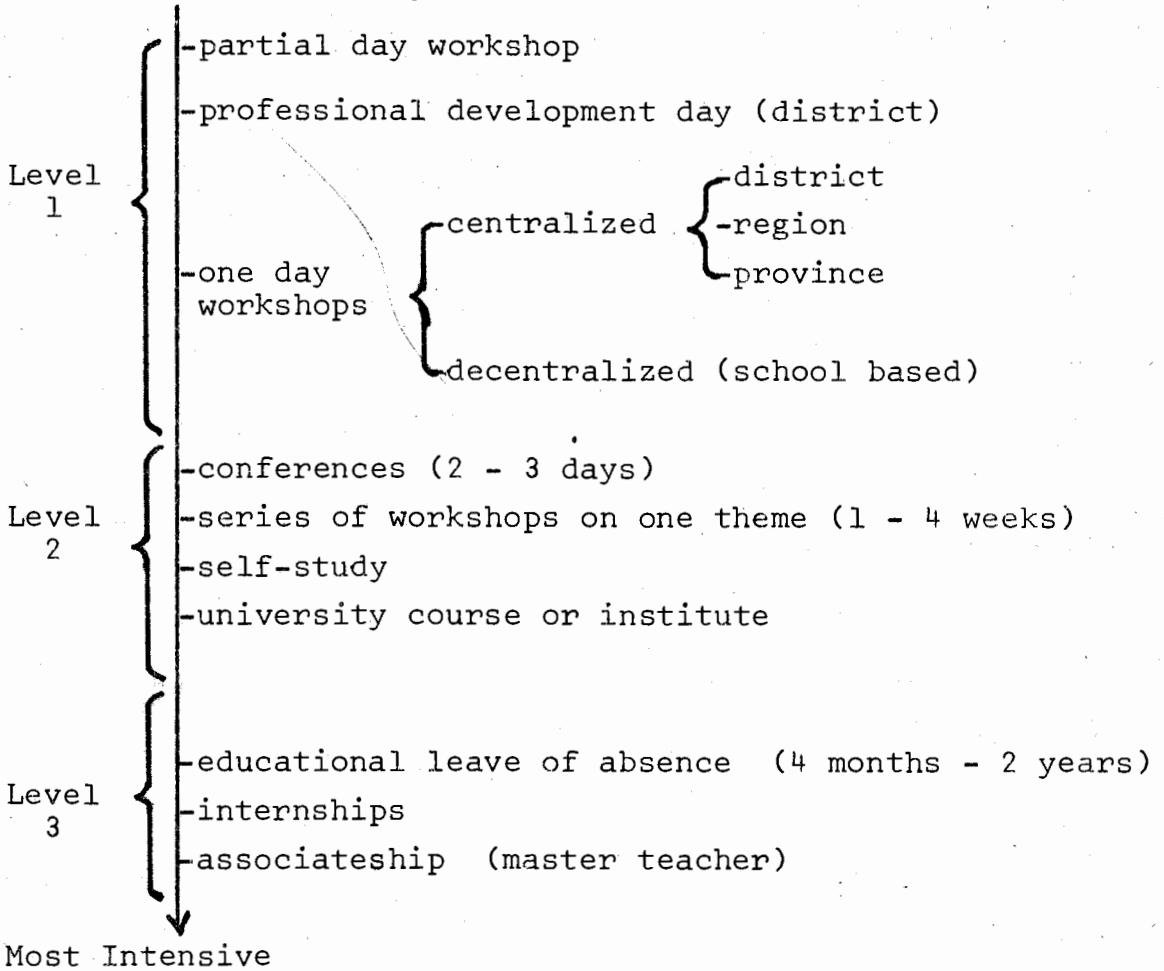 -partial day workshop
-professional development day (district)
Level
1
-district
-centralized
-region
-one day
workshops
-province
-decentralized (school based)
-conferences (2 - 3 days)
Level
2
-series of workshops on one theme (1 - 4 weeks)
-self-study
-university course or institute
-educational leave of absence (4 months - 2 years)
Level
3
-internships
-associateship (master teacher)
Most Intensive